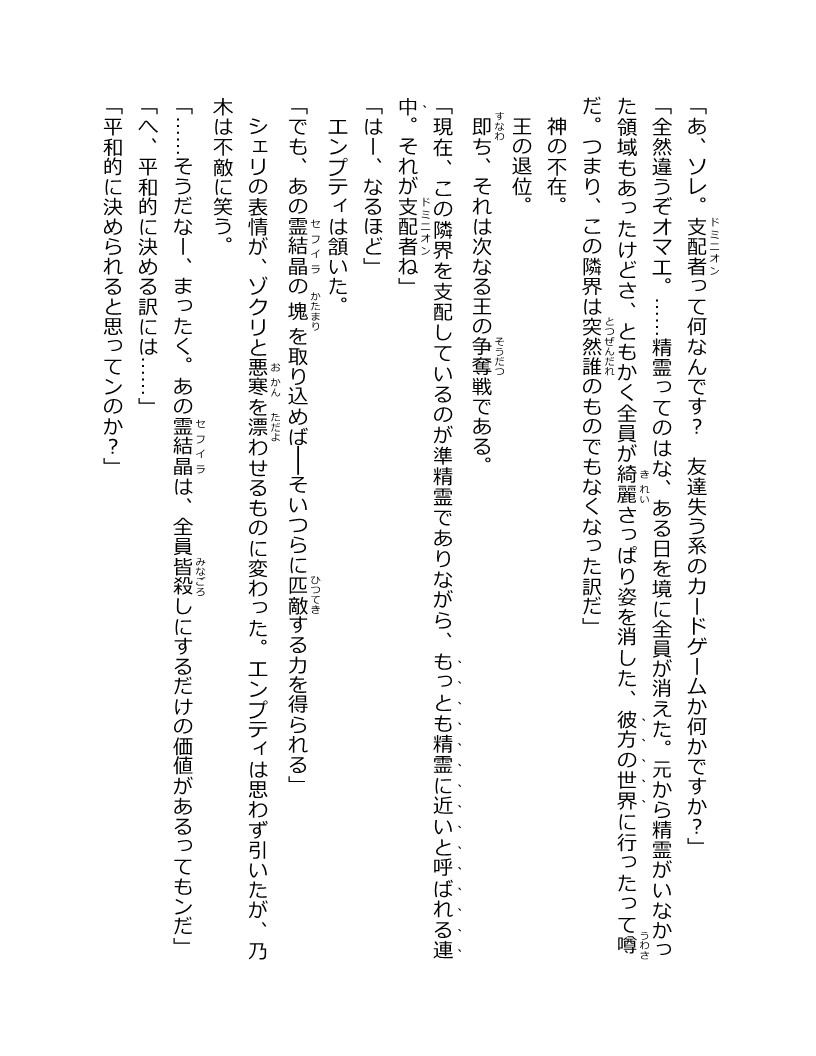 「あ、ソレ。支配者って何なんです？　友達失う系のカードゲームか何かですか？」
「全然違うぞオマエ。……精霊ってのはな、ある日を境に全員が消えた。元から精霊がいなかっ
た領域もあったけどさ、ともかく全員が綺麗さっぱり姿を消した、彼方の世界に行ったって噂
だ。つまり、この隣界は突然誰のものでもなくなった訳だ」
　神の不在。
　王の退位。
　即ち、それは次なる王の争奪戦である。
「現在、この隣界を支配しているのが準精霊でありながら、もっとも精霊に近いと呼ばれる連
中。それが支配者ね」
「はー、なるほど」
　エンプティは頷いた。
「でも、あの霊結晶の塊を取り込めば──そいつらに匹敵する力を得られる」
　シェリの表情が、ゾクリと悪寒を漂わせるものに変わった。エンプティは思わず引いたが、乃
木は不敵に笑う。
「……そうだなー、まったく。あの霊結晶は、全員皆殺しにするだけの価値があるってもンだ」
「へ、平和的に決める訳には……」
「平和的に決められると思ってンのか？」